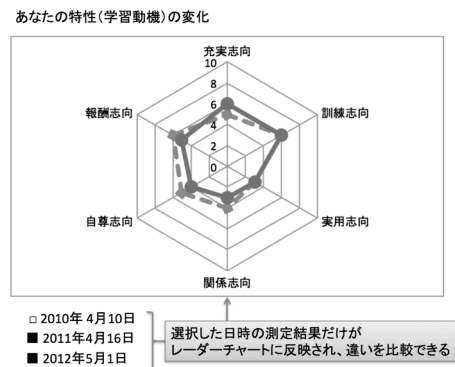 あなたの特性(学習動機)の変化
充実志向
10
8
6
4
2
0
訓練志向
実用志向
関係志向
自尊志向
報酬志向
□ 2010年 4月10日
■ 2011年4月16日
■ 2012年5月1日
選択した日時の測定結果だけが
レーダーチャートに反映され、違いを比較できる